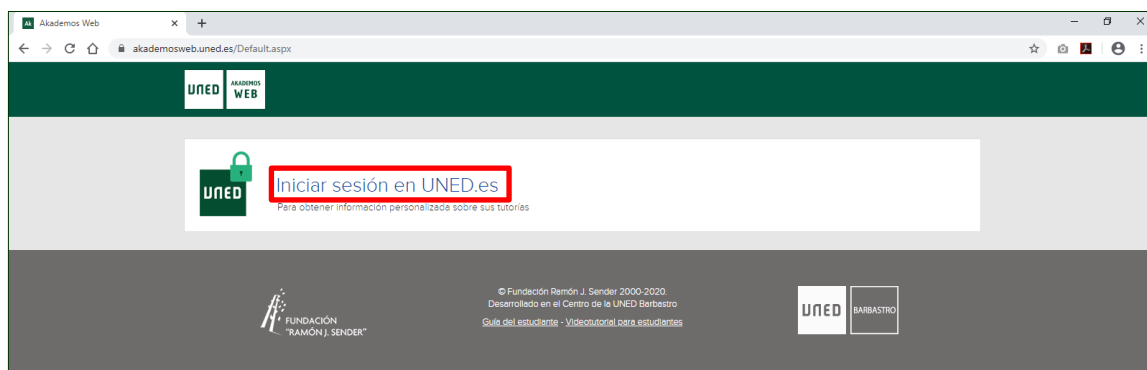 Ak Akademos Web
akademosweb.uned.es/Default.aspx
UNED AKADEMOS WEB
UNED
Iniciar sesión en UNED.es
Para obtener información personalizada sobre sus tutorías
FUNDACIÓN
"RAMÓN J. SENDER"
© Fundación Ramón J. Sender 2000-2020.
Desarrollado en el Centro de la UNED Barbastro
Guía del estudiante - Videotutorial para estudiantes
UNED BARBASTRO